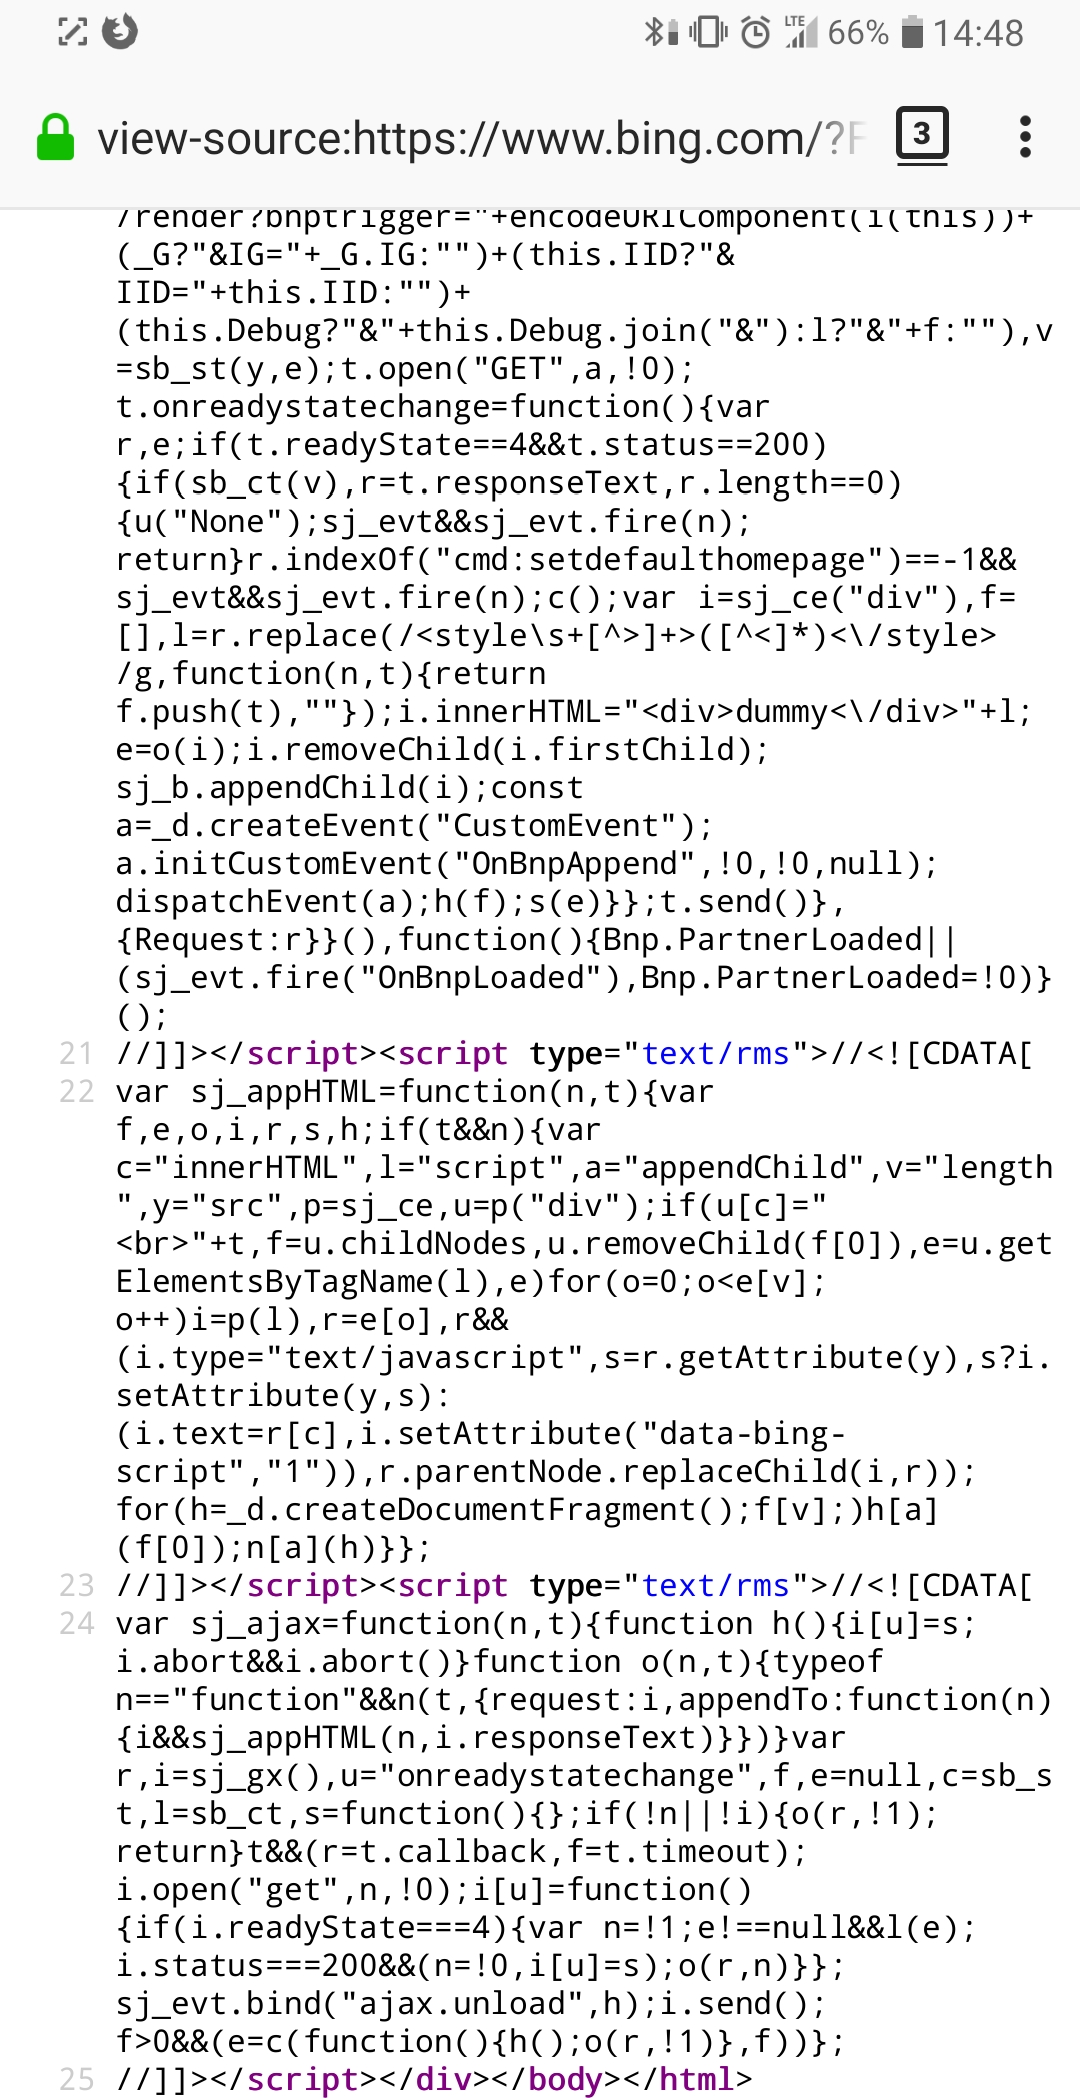 LTE 66% 14:48
view-source:https://www.bing.com/? 3
/render?bnptrigger="+encodeURIComponent(i(this))+
(_G?"&IG="+_G.IG:"")+(this.IID?"&
IID="+this.IID:"")+
(this.Debug?"&"+this.Debug.join("&"):l?"&"+f:""),v
=sb_st(y,e);t.open("GET",a,!0);
t.onreadystatechange=function(){var
r,e;if(t.readyState==4&&t.status==200)
{if(sb_ct(v),r=t.responseText,r.length==0)
{u("None");sj_evt&&sj_evt.fire(n);
return}r.indexOf("cmd:setdefaulthomepage")==-1&&
sj_evt&&sj_evt.fire(n);c();var i=sj_ce("div"),f=
[],l=r.replace(/<style\s+[^>]+>([^<]*)<\/style>
/g,function(n,t){return
f.push(t),""});i.innerHTML="<div>dummy<\/div>"+l;
e=o(i);i.removeChild(i.firstChild);
sj_b.appendChild(i);const
a=_d.createEvent("CustomEvent");
a.initCustomEvent("OnBnpAppend",!0,!0,null);
dispatchEvent(a);h(f);s(e)}};t.send()},
{Request:r}}(),function(){Bnp.PartnerLoaded||
(sj_evt.fire("OnBnpLoaded"),Bnp.PartnerLoaded=!0)}
();
21 //]]></script><script type="text/rms">//<![CDATA[
22 var sj_appHTML=function(n,t){var
f,e,o,i,r,s,h;if(t&&n){var
c="innerHTML",l="script",a="appendChild",v="length
",y="src",p=sj_ce,u=p("div");if(u[c]="
<br>"+t,f=u.childNodes,u.removeChild(f[0]),e=u.get
ElementsByTagName(l),e)for(o=0;o<e[v];
o++)i=p(l),r=e[o],r&&
(i.type="text/javascript",s=r.getAttribute(y),s?i.
setAttribute(y,s):
(i.text=r[c],i.setAttribute("data-bing-
script","1")),r.parentNode.replaceChild(i,r));
for(h=_d.createDocumentFragment();f[v];)h[a]
(f[0]);n[a](h)}};
23 //]]></script><script type="text/rms">//<![CDATA[
24 var sj_ajax=function(n,t){function h(){i[u]=s;
i.abort&&i.abort()}function o(n,t){typeof
n=="function"&&n(t,{request:i,appendTo:function(n)
{i&&sj_appHTML(n,i.responseText)}})}var
r,i=sj_gx(),u="onreadystatechange",f,e=null,c=sb_s
t,l=sb_ct,s=function(){};if(!n||!i){o(r,!1);
return}t&&(r=t.callback,f=t.timeout);
i.open("get",n,!0);i[u]=function()
{if(i.readyState===4){var n=!1;e!==null&&l(e);
i.status===200&&(n=!0,i[u]=s);o(r,n)}};
sj_evt.bind("ajax.unload",h);i.send();
f>0&&(e=c(function(){h();o(r,!1)},f))};
25 //]]></script></div></body></html>